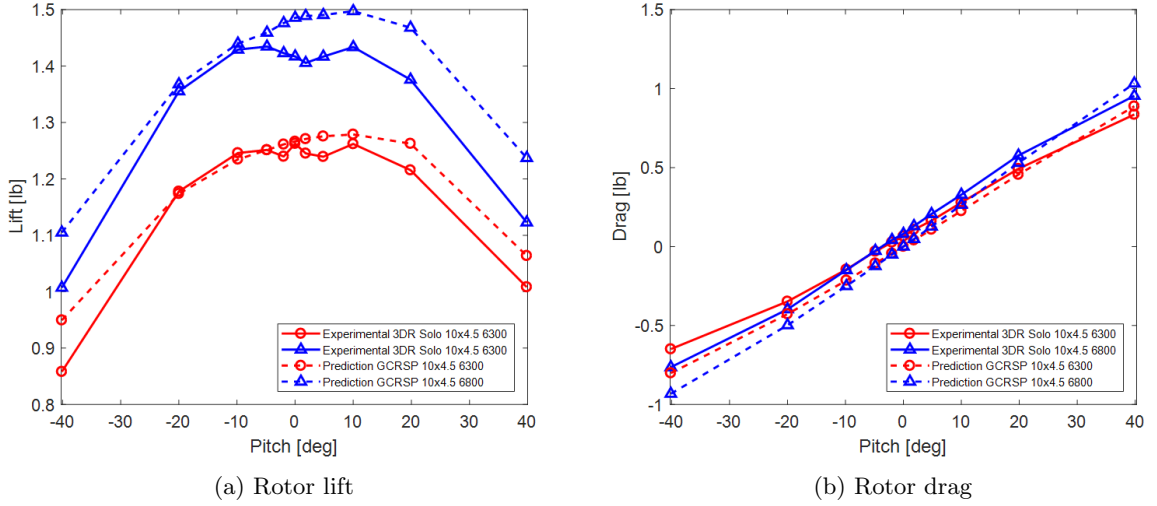 1.5
1.4
1.3
1.2
1.1
1
0.9
0.8
Lift [lb]
-40 -30 -20 -10 0 10 20 30 40
Pitch [deg]
Experimental 3DR Solo 10x4.5 6300
Experimental 3DR Solo 10x4.5 6300
Prediction GCRSP 10x4.5 6300
Prediction GCRSP 10x4.5 6800
(a) Rotor lift
1.5
1
0.5
0
-0.5
-1
Drag [lb]
-40 -30 -20 -10 0 10 20 30 40
Pitch [deg]
Experimental 3DR Solo 10x4.5 6300
Experimental 3DR Solo 10x4.5 6800
Prediction GCRSP 10x4.5 6300
Prediction GCRSP 10x4.5 6800
(b) Rotor drag